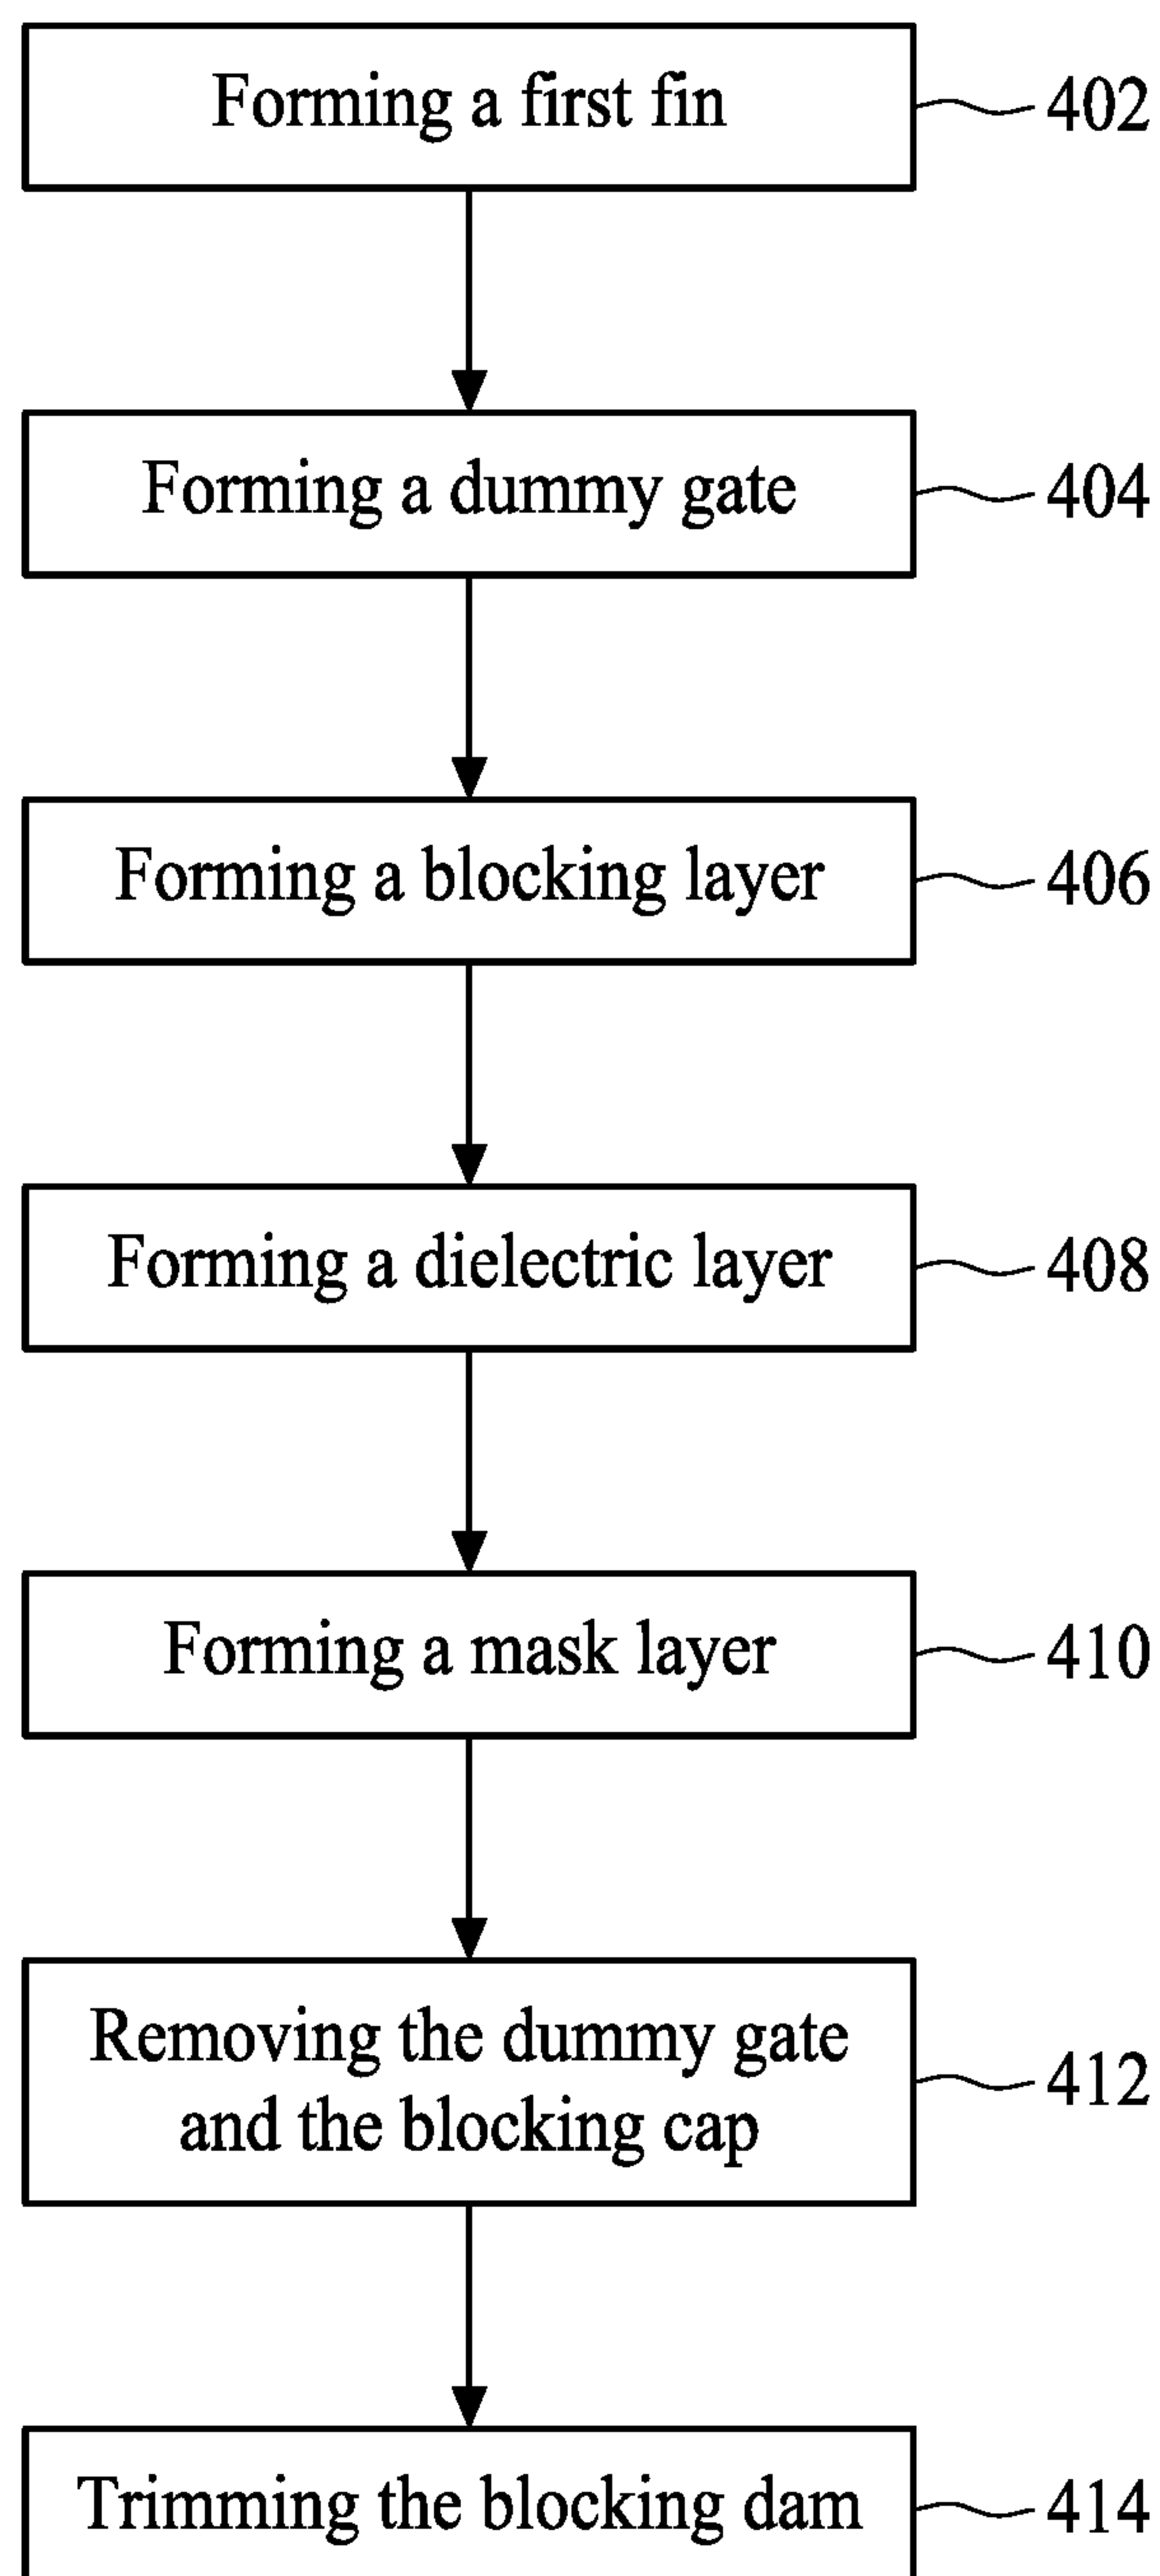 Forming a first fin
402
Forming a dummy gate
404
Forming a blocking layer
406
Forming a dielectric layer
408
Forming a mask layer
410
Removing the dummy gate
and the blocking cap
412
Trimming the blocking dam
414